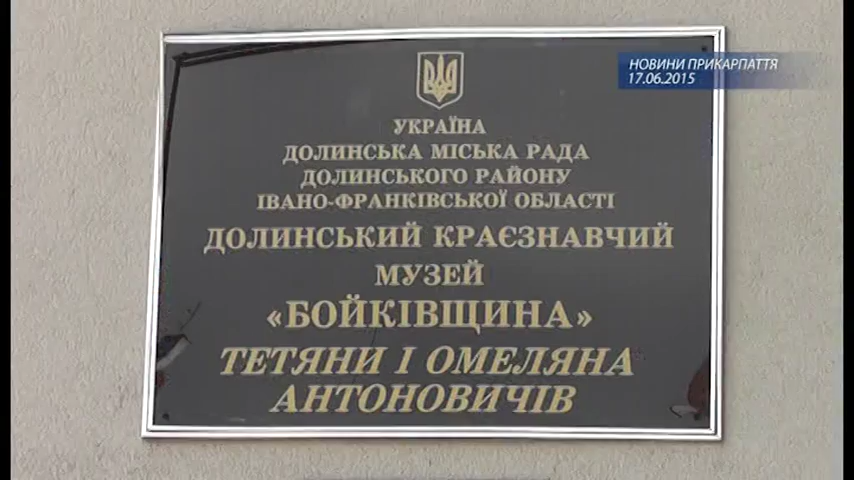 НОВИНИ ПРИКАРПАТТЯ
17.06.2015
УКРАЇНА
ДОЛИНСЬКА МІСЬКА РАДА
ДОЛИНСЬКОГО РАЙОНУ
ІВАНО-ФРАНКІВСЬКОЇ ОБЛАСТІ
ДОЛИНСЬКИЙ КРАЄЗНАВЧИЙ
МУЗЕЙ
«БОЙКІВЩИНА»
ТЕТЯНИ І ОМЕЛЯНА
АНТОНОВИЧІВ